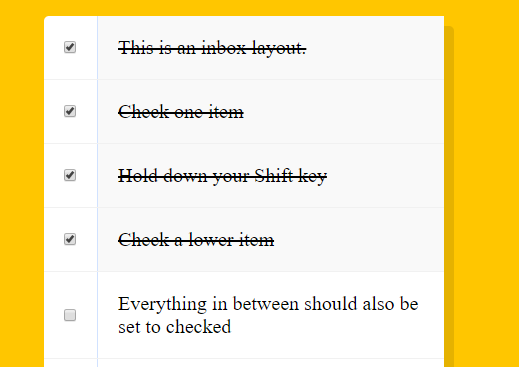 This is an inbox layout.
Check one item
Hold down your Shift key
Check a lower item
Everything in between should also be
set to checked